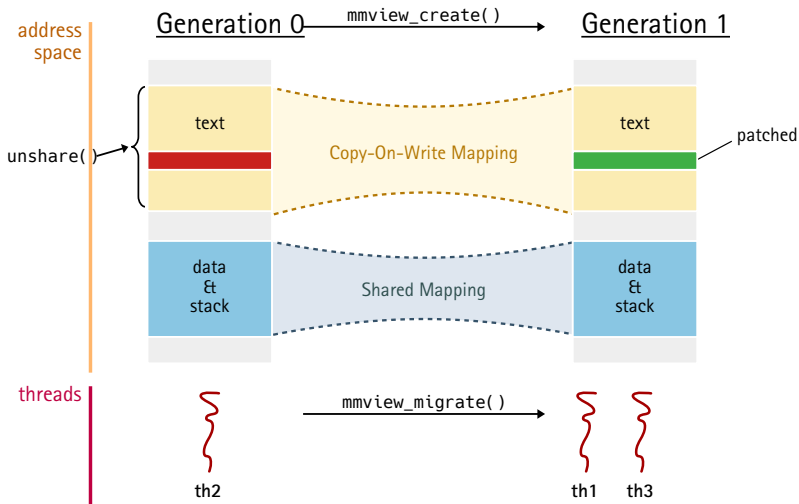 Generation 0
mmview_create()
Generation 1
address
space
text
text
unshare()
Copy-On-Write Mapping
patched
data
&
stack
Shared Mapping
data
&
stack
threads
mmview_migrate()
th2
th1
th3